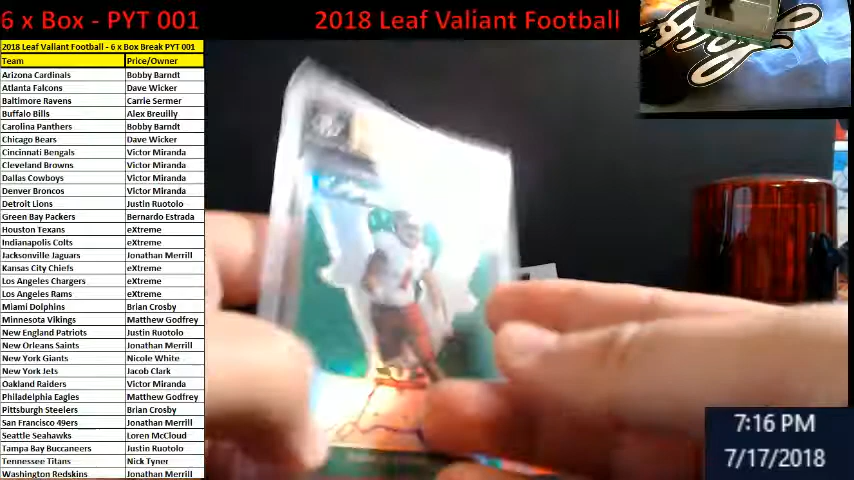 6 x Box - PYT 001
2018 Leaf Valiant Football
2018 Leaf Valiant Football - 6 x Box Break PYT 001
Team Price/Owner
Arizona Cardinals Bobby Barndt
Atlanta Falcons Dave Wicker
Baltimore Ravens Carrie Sermer
Buffalo Bills Alex Breuilly
Carolina Panthers Bobby Barndt
Chicago Bears Dave Wicker
Cincinnati Bengals Victor Miranda
Cleveland Browns Victor Miranda
Dallas Cowboys Victor Miranda
Denver Broncos Victor Miranda
Detroit Lions Justin Ruotolo
Green Bay Packers Bernardo Estrada
Houston Texans eXtreme
Indianapolis Colts eXtreme
Jacksonville Jaguars Jonathan Merrill
Kansas City Chiefs eXtreme
Los Angeles Chargers eXtreme
Los Angeles Rams eXtreme
Miami Dolphins Brian Crosby
Minnesota Vikings Matthew Godfrey
New England Patriots Justin Ruotolo
New Orleans Saints Jonathan Merrill
New York Giants Nicole White
New York Jets Jacob Clark
Oakland Raiders Victor Miranda
Philadelphia Eagles Matthew Godfrey
Pittsburgh Steelers Brian Crosby
San Francisco 49ers Jonathan Merrill
Seattle Seahawks Loren McCloud
Tampa Bay Buccaneers Justin Ruotolo
Tennessee Titans Nick Tyner
Washington Redskins Jonathan Merrill
7:16 PM
7/17/2018